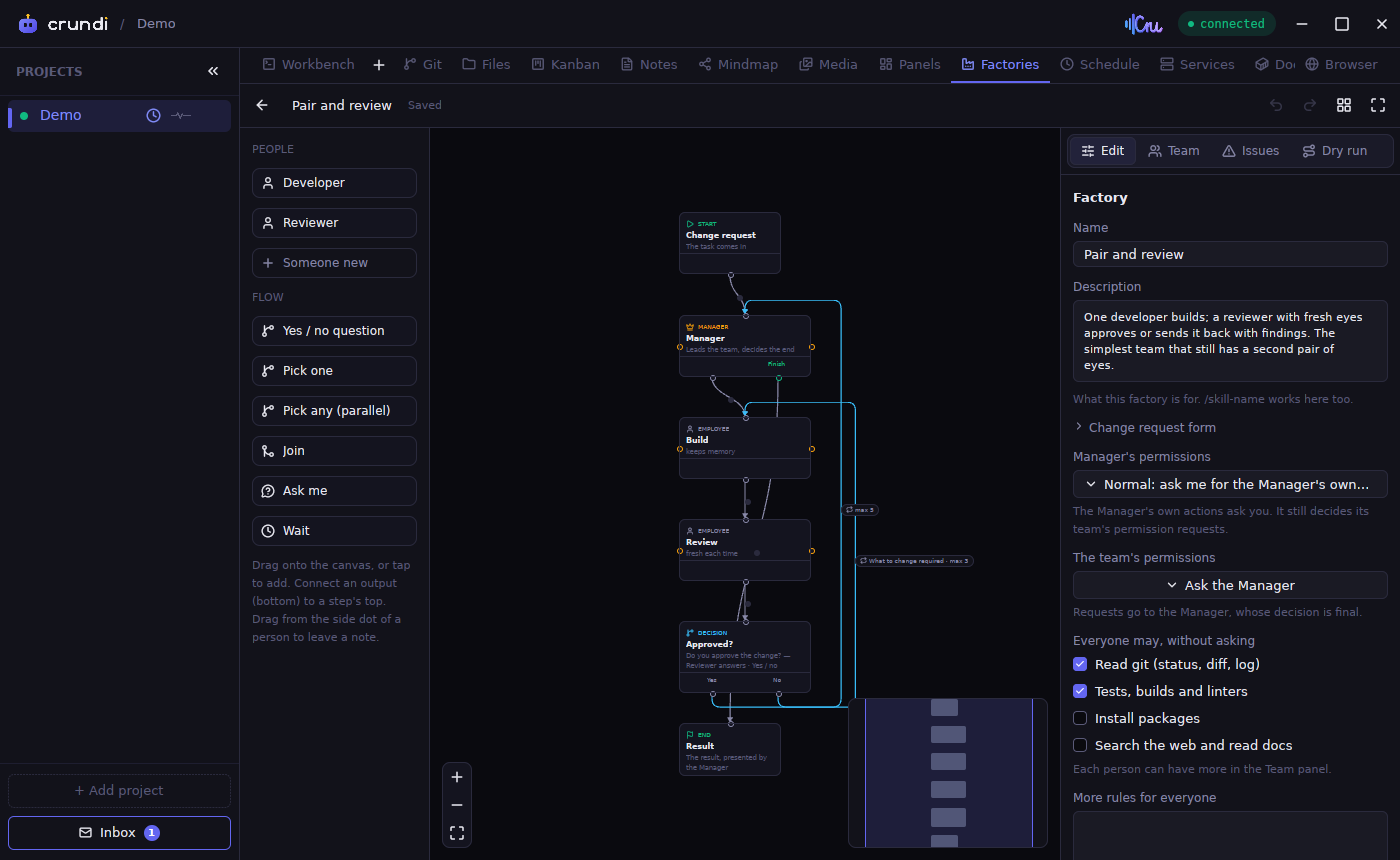 crundi / Demo
Cru
connected
PROJECTS
Demo
+ Add project
Inbox 1
Workbench
Git
Files
Kanban
Notes
Mindmap
Media
Panels
Factories
Schedule
Services
Browser
Pair and review Saved
PEOPLE
Developer
Reviewer
Someone new
FLOW
Yes / no question
Pick one
Pick any (parallel)
Join
Ask me
Wait
Drag onto the canvas, or tap
to add. Connect an output
(bottom) to a step's top.
Drag from the side dot of a
person to leave a note.
START
Change request
The task comes in
MANAGER
Manager
Leads the team, decides the end
Finish
EMPLOYEE
Build
keeps memory
EMPLOYEE
Review
fresh each time
max 5
What to change required · max 3
DECISION
Approved?
Do you approve the change? —
Reviewer answers · Yes / no
Yes No
END
Result
The result, presented by
the Manager
Edit
Team
Issues
Dry run
Factory
Name
Pair and review
Description
One developer builds; a reviewer with fresh eyes
approves or sends it back with findings. The
simplest team that still has a second pair of
eyes.
What this factory is for. /skill-name works here too.
Change request form
Manager's permissions
Normal: ask me for the Manager's own...
The Manager's own actions ask you. It still decides its
team's permission requests.
The team's permissions
Ask the Manager
Requests go to the Manager, whose decision is final.
Everyone may, without asking
Read git (status, diff, log)
Tests, builds and linters
Install packages
Search the web and read docs
Each person can have more in the Team panel.
More rules for everyone